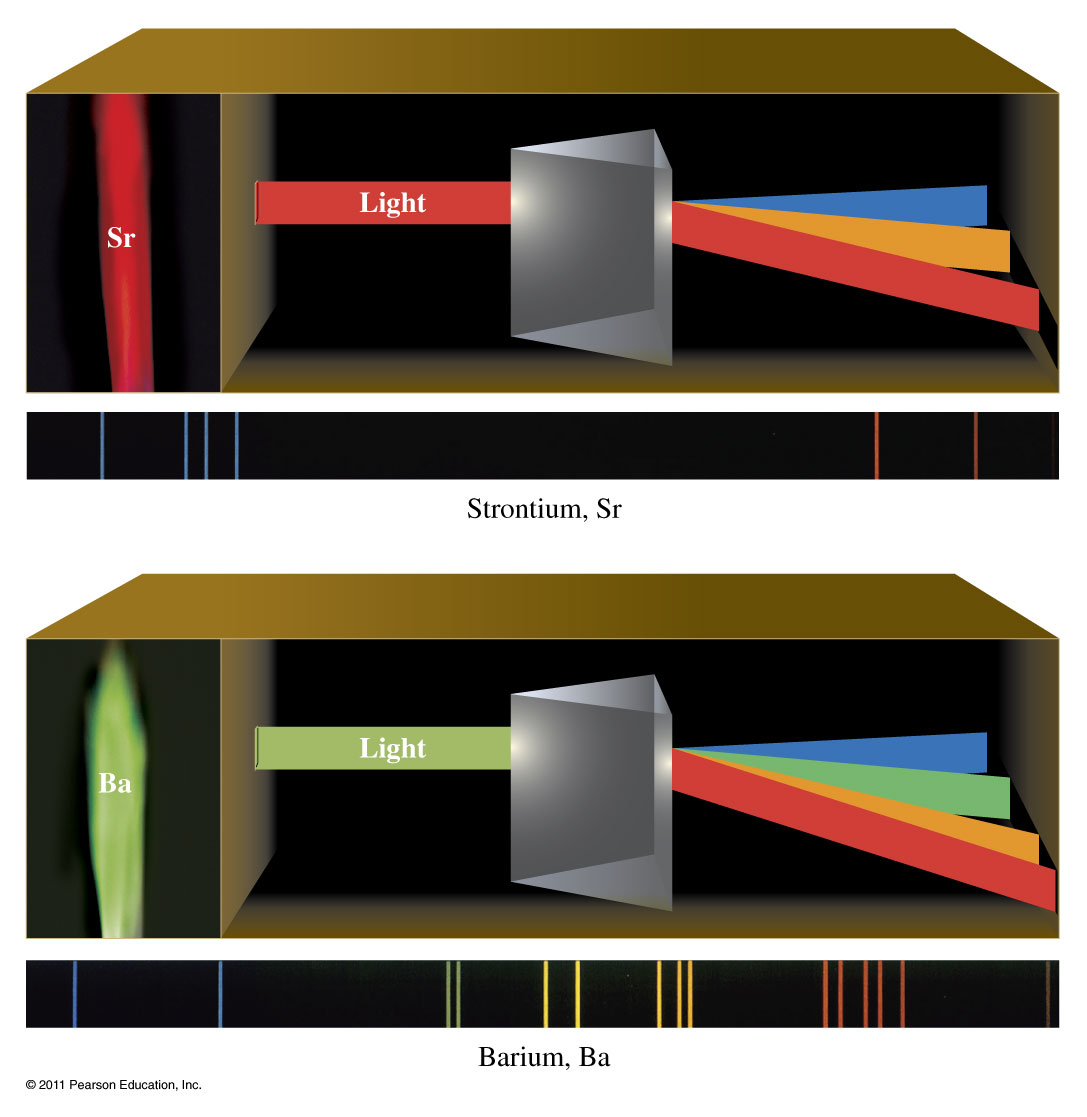 Sr
Light
Strontium, Sr
Ba
Light
Barium, Ba
© 2011 Pearson Education, Inc.